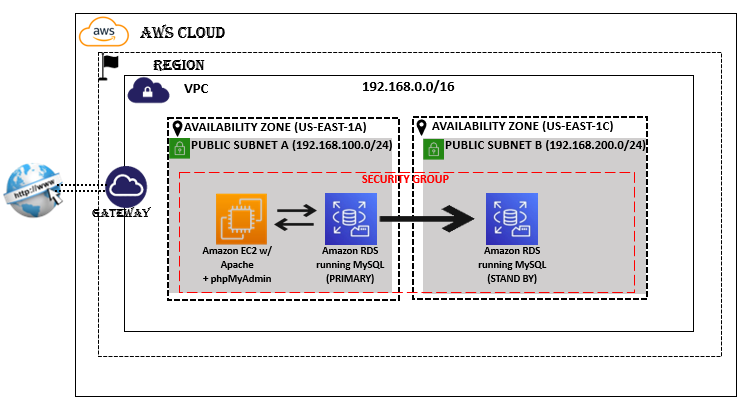 aws
AWS CLOUD
REGION
VPC
192.168.0.0/16
AVAILABILITY ZONE (US-EAST-1A)
PUBLIC SUBNET A (192.168.100.0/24)
AVAILABILITY ZONE (US-EAST-1C)
PUBLIC SUBNET B (192.168.200.0/24)
SECURITY GROUP
http://www
GATEWAY
Amazon EC2 w/
Apache
+ phpMyAdmin
Amazon RDS
running MySQL
(PRIMARY)
Amazon RDS
running MySQL
(STAND BY)